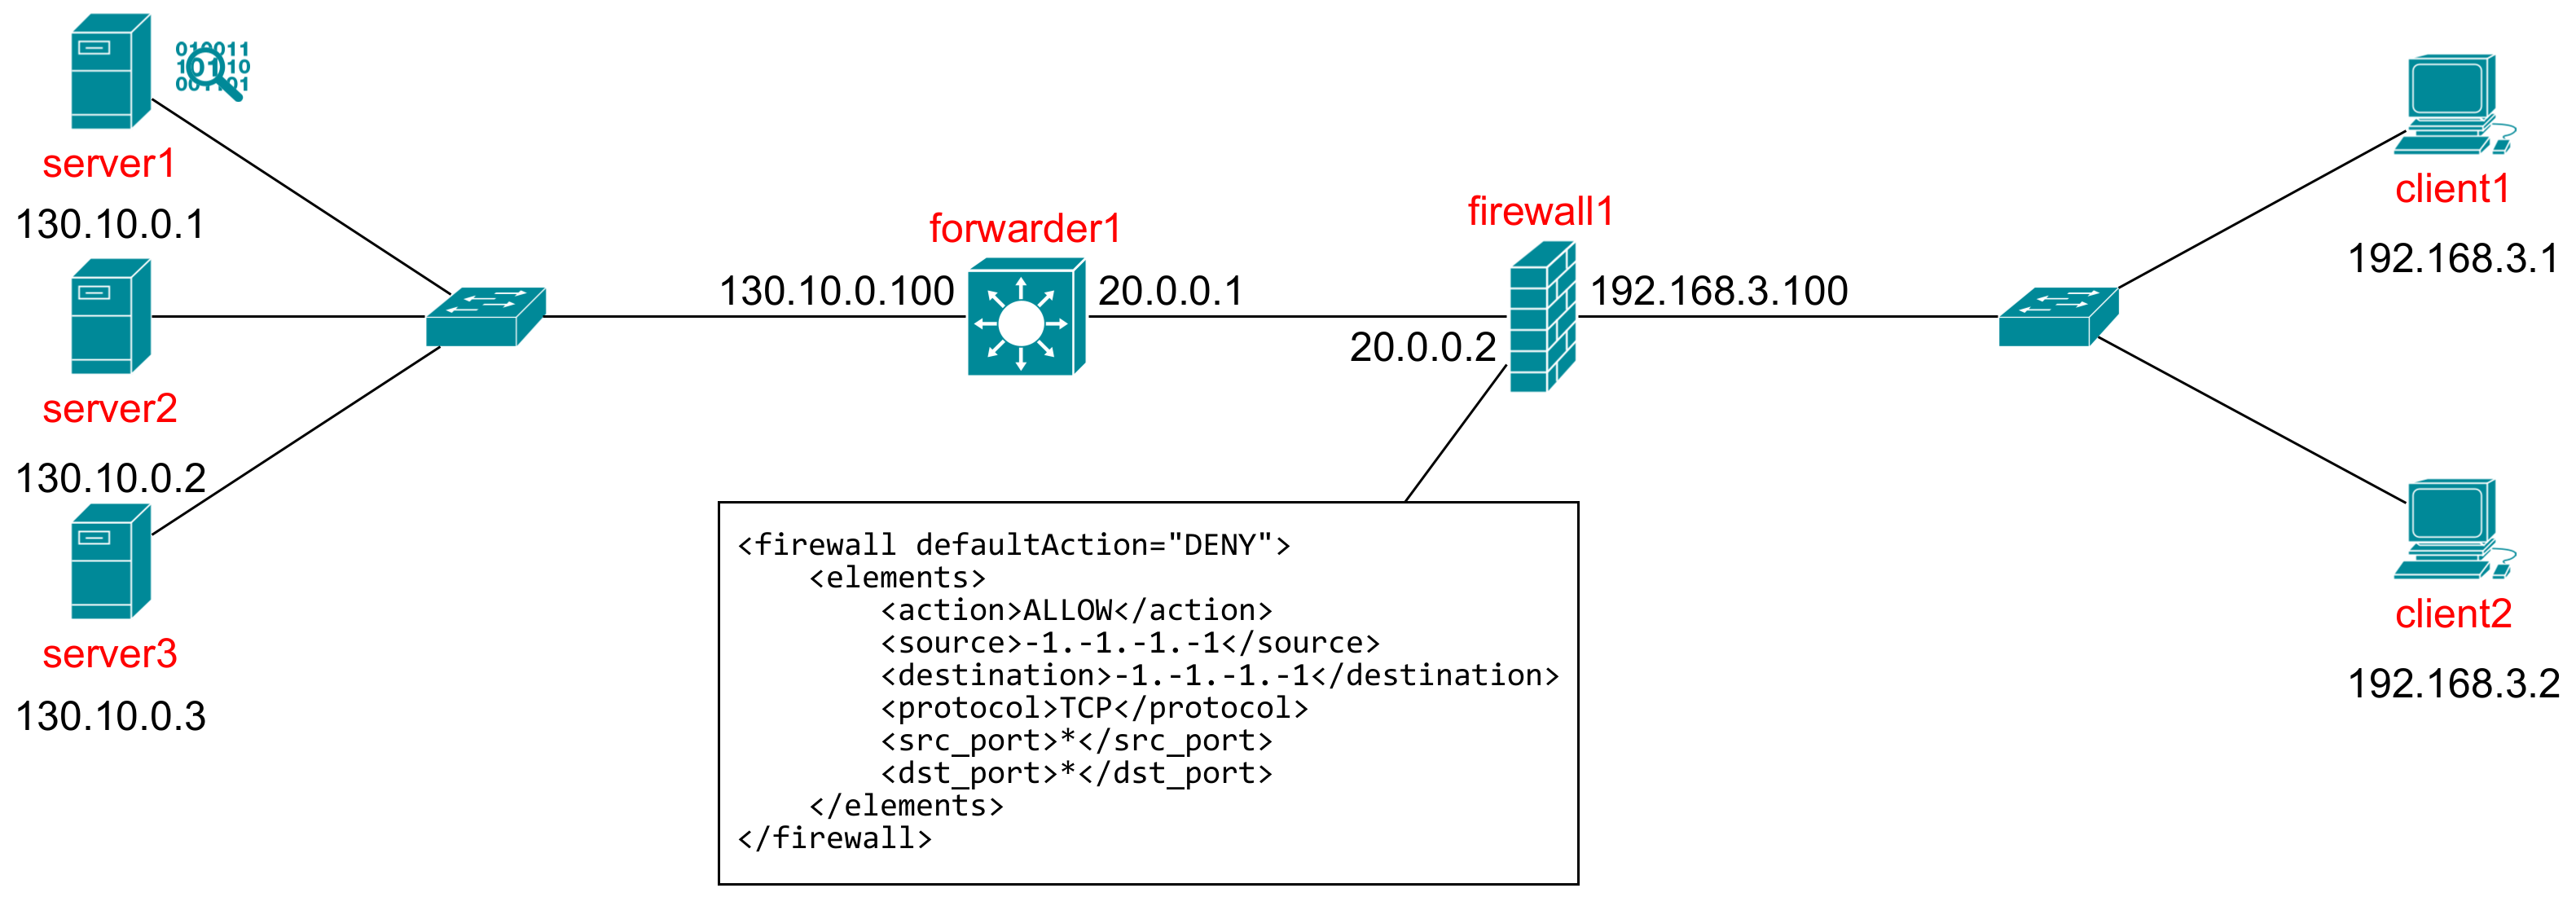 010011
10110
001101
server1
130.10.0.1
server2
130.10.0.2
server3
130.10.0.3
forwarder1
130.10.0.100
20.0.0.1
firewall1
20.0.0.2
192.168.3.100
client1
192.168.3.1
client2
192.168.3.2
<firewall defaultAction="DENY">
<elements>
<action>ALLOW</action>
<source>-1.-1.-1.-1</source>
<destination>-1.-1.-1.-1</destination>
<protocol>TCP</protocol>
<src_port>*</src_port>
<dst_port>*</dst_port>
</elements>
</firewall>